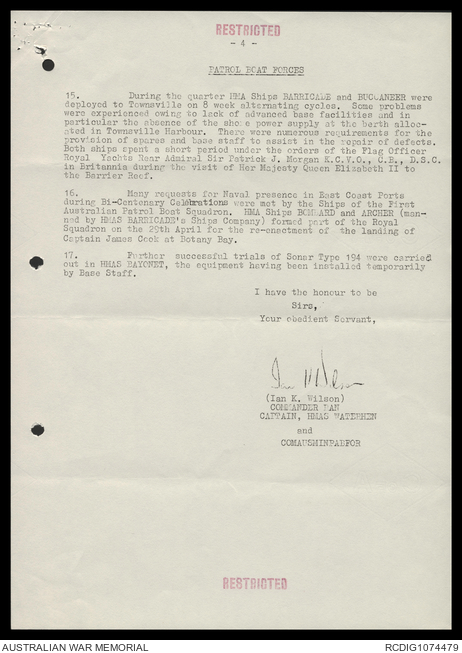 RESTRICTED
- 4 -
PATROL BOAT FORCES
15. During the quarter HMA Ships BARRICADE and BUCCANEER were
deployed to Townsville on 8 week alternating cycles. Some problems
were experienced owing to lack of advanced base facilities and in
particular the absence of the shore power supply at the berth alloc-
ated in Townsville Harbour. There were numerous requirements for the
provision of spares and base staff to assist in the repair of defects.
Both ships spent a short period under the orders of the Flag Officer
Royal Yachts Rear Admiral Sir Patrick J. Morgan K.C.V.O., C.B., D.S.C.
in Britannia during the visit of Her Majesty Queen Elizabeth II to
the Barrier Reef.
16. Many requests for Naval presence in East Coast Ports
during Bi-Centenary Celebrations were met by the Ships of the First
Australian Patrol Boat Squadron. HMA Ships BOMBARD and ARCHER (man-
ned by HMAS BARRICADE's Ships Company) formed part of the Royal
Squadron on the 29th April for the re-enactment of the landing of
Captain James Cook at Botany Bay.
17. Further successful trials of Sonar Type 194 were carried
out in HMAS BAYONET, the equipment having been installed temporarily
by Base Staff.
I have the honour to be
Sirs,
Your obedient Servant,
Ian K Wilson
(Ian K. Wilson)
COMMANDER RAN
CAPTAIN, HMAS WATERHEN
and
COMAUSMINPABFOR
RESTRICTED
AUSTRALIAN WAR MEMORIAL
RCDIG1074479